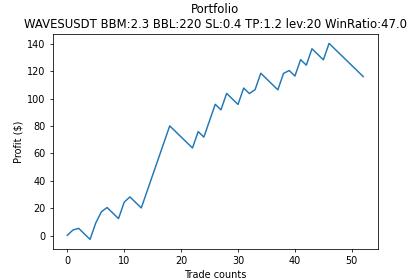 Portfolio
WAVESUSDT BBM:2.3 BBL:220 SL:0.4 TP:1.2 lev:20 WinRatio:47.0
140
120
100
80
60
40
20
0
Profit ($)
0 10 20 30 40 50
Trade counts